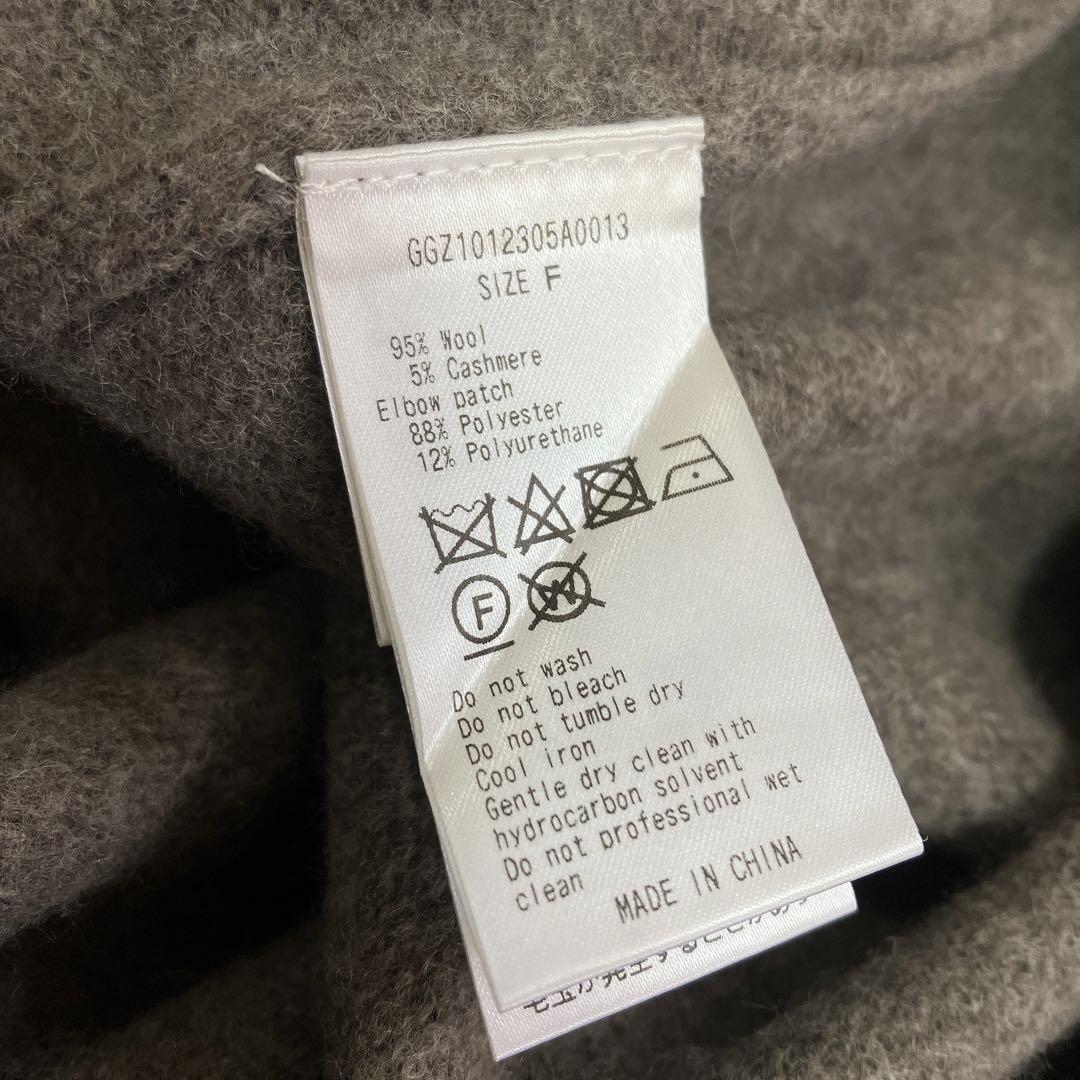 GGZ1012305A0013
SIZE F
95% Wool
5% Cashmere
Elbow patch
88% Polyester
12% Polyurethane
F
W
Do not wash
Do not bleach
Do not tumble dry
Cool iron
Gentle dry clean with
hydrocarbon solvent
Do not professional wet
clean
MADE IN CHINA